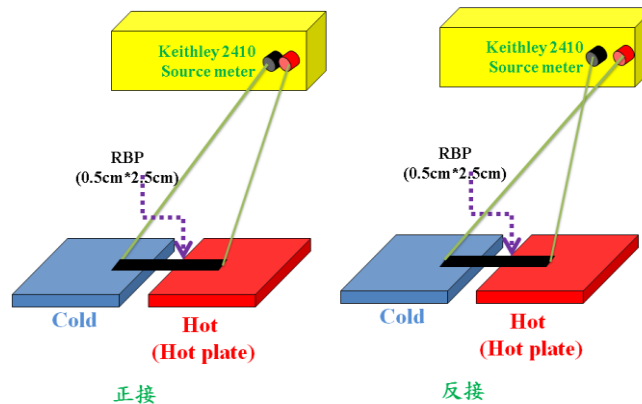 Keithley 2410
Source meter
RBP
(0.5cm*2.5cm)
Cold
Hot
(Hot plate)
正接
Keithley 2410
Source meter
RBP
(0.5cm*2.5cm)
Cold
Hot
(Hot plate)
反接